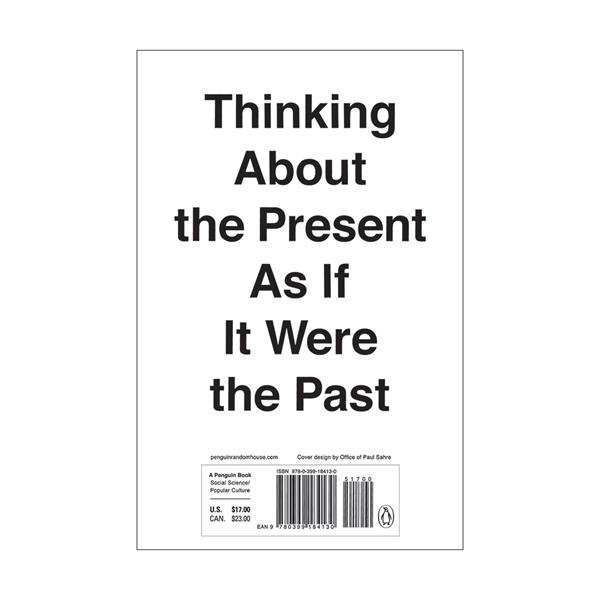 Thinking
About
the Present
As If
It Were
the Past
penguinrandomhouse.com Cover design by Office of Paul Sahre
A Penguin Book
Social Science/
Popular Culture
U.S. $17.00
CAN. $23.00
ISBN 978-0-399-18413-0
51700
EAN 9 780399 184130